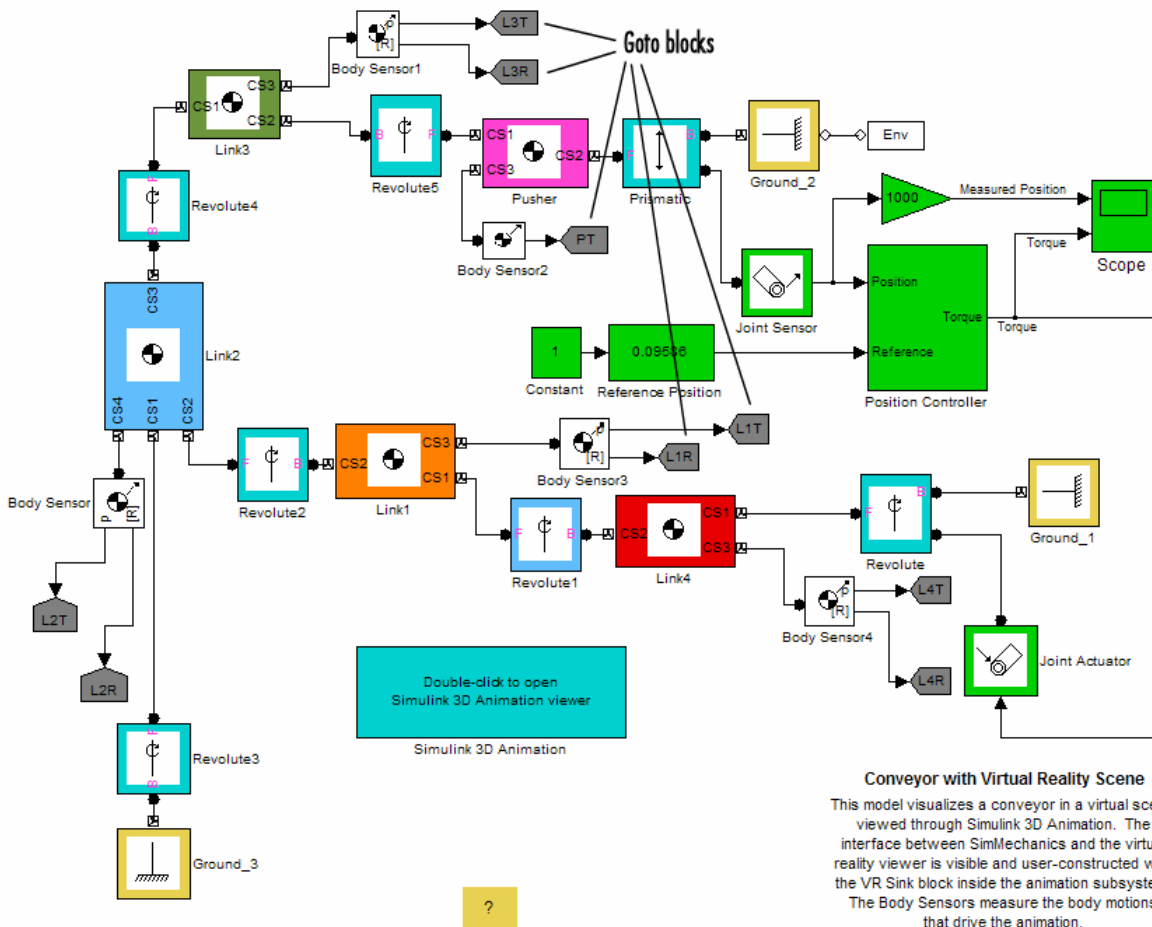 L3T
Goto blocks
p
[R]
Body Sensor1
L3R
CS3
CS1
CS2
Link3
B
F
Revolute5
CS1
CS2
CS3
Pusher
F
B
Prismatic
Ground_2
Env
F
B
Revolute4
Body Sensor2
PT
1000
Measured Position
Torque
Scope
Joint Sensor
Position
Torque
Reference
Position Controller
Torque
CS3
Link2
CS4
CS1
CS2
1
Constant
0.09586
Reference Position
L1T
p
[R]
L1R
Body Sensor3
F
B
Revolute2
CS2
CS3
CS1
Link1
Body Sensor
p
[R]
F
B
Revolute1
CS2
CS1
CS3
Link4
F
B
Revolute
Ground_1
L2T
L2R
p
[R]
Body Sensor4
L4T
L4R
Joint Actuator
Double-click to open
Simulink 3D Animation viewer
Simulink 3D Animation
F
B
Revolute3
Ground_3
?
Conveyor with Virtual Reality Scene
This model visualizes a conveyor in a virtual sce
viewed through Simulink 3D Animation. The
interface between SimMechanics and the virtu
reality viewer is visible and user-constructed w
the VR Sink block inside the animation subsyste
The Body Sensors measure the body motions
that drive the animation.